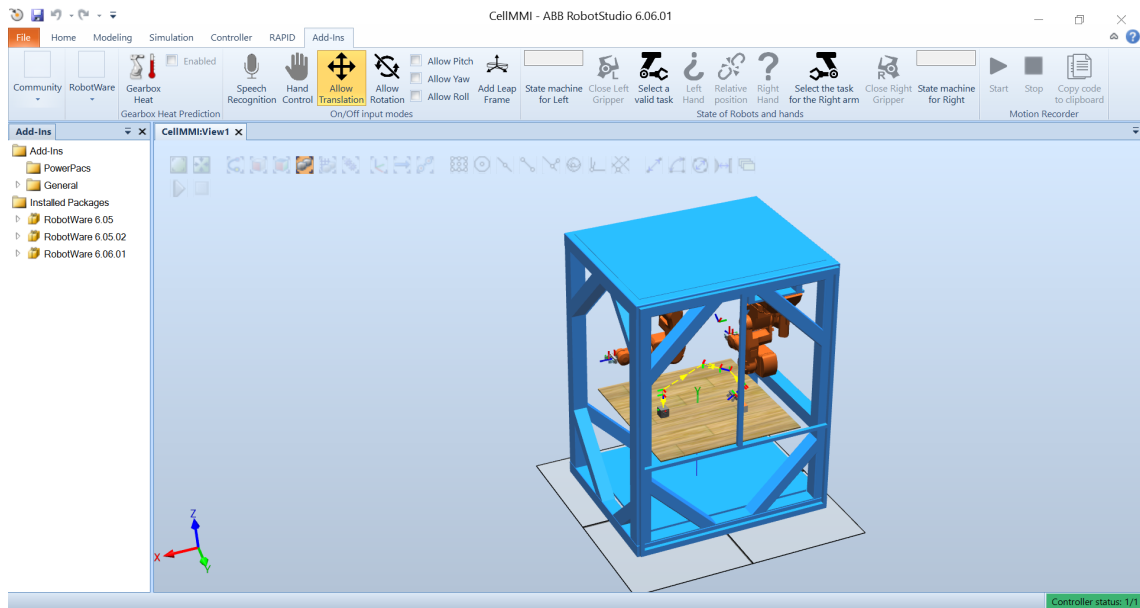 CellMMI - ABB RobotStudio 6.06.01
File Home Modeling Simulation Controller RAPID Add-Ins
Community
RobotWare
Gearbox
Heat
Enabled
Gearbox Heat Prediction
Speech
Recognition
Hand
Control
Allow
Translation
Allow
Rotation
Allow Pitch
Allow Yaw
Allow Roll
Add Leap
Frame
On/Off input modes
State machine
for Left
Close Left
Gripper
Select a
valid task
Left
Hand
Relative
position
Right
Hand
Select the task
for the Right arm
Close Right
Gripper
State machine
for Right
State of Robots and hands
Start
Stop
Copy code
to clipboard
Motion Recorder
Add-Ins
CellMMI:View1
Add-Ins
PowerPacs
General
Installed Packages
RobotWare 6.05
RobotWare 6.05.02
RobotWare 6.06.01
L
R
Y
Z
X
Y
Controller status: 1/1